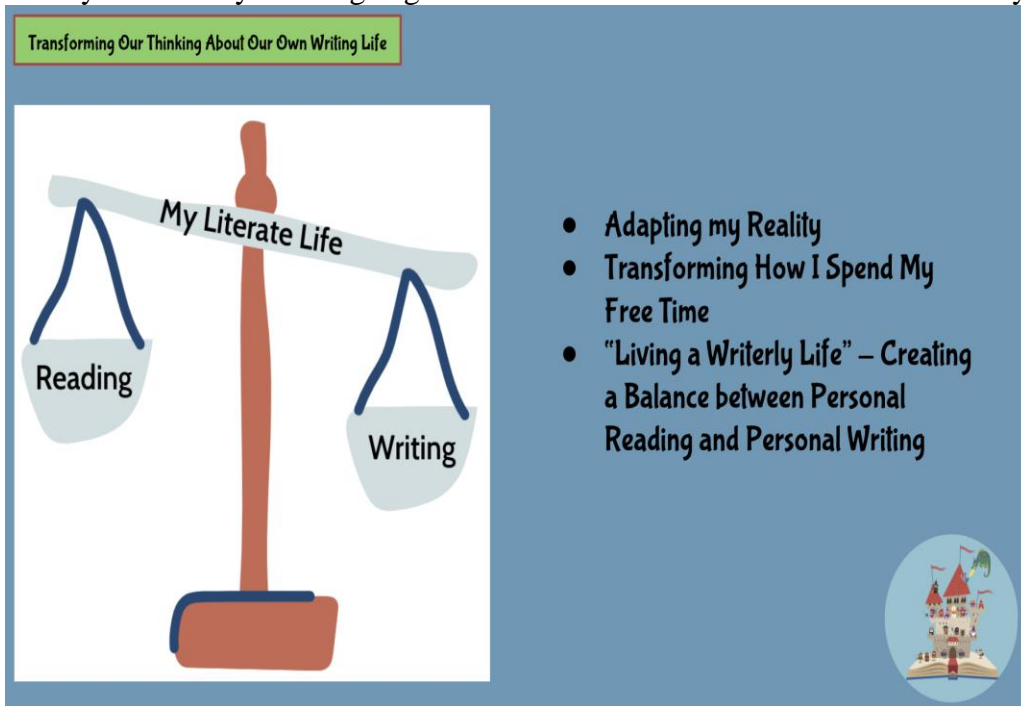 Transforming Our Thinking About Our Own Writing Life
My Literate Life
Reading
Writing
● Adapting my Reality
● Transforming How I Spend My
Free Time
● “Living a Writerly Life” – Creating
a Balance between Personal
Reading and Personal Writing